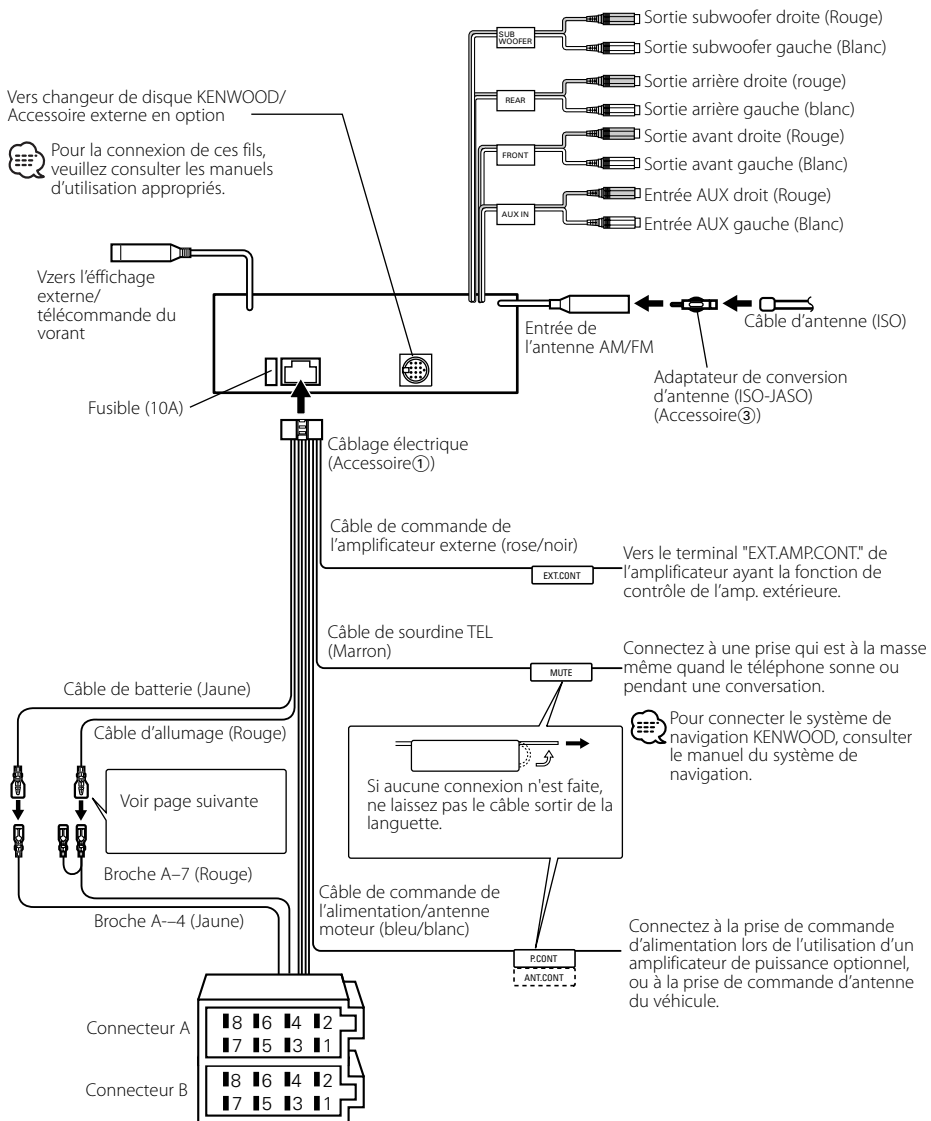 Sortie subwoofer droite (Rouge)
SUB
WOOFER
Sortie subwoofer gauche (Blanc)
Sortie arrière droite (rouge)
REAR
Sortie arrière gauche (blanc)
Sortie avant droite (Rouge)
FRONT
Sortie avant gauche (Blanc)
Entrée AUX droit (Rouge)
AUX IN
Entrée AUX gauche (Blanc)
Vers changeur de disque KENWOOD/
Accessoire externe en option
Pour la connexion de ces fils,
veuillez consulter les manuels
d'utilisation appropriés.
Vzers l'éffichage
externe/
télécommande du
vorant
Entrée de
l'antenne AM/FM
Câble d'antenne (ISO)
Adaptateur de conversion
d'antenne (ISO-JASO)
(Accessoire③)
Fusible (10A)
Câblage électrique
(Accessoire①)
Câble de commande de
l'amplificateur externe (rose/noir)
EXT.CONT
Vers le terminal "EXT.AMP.CONT." de
l'amplificateur ayant la fonction de
contrôle de l'amp. extérieure.
Câble de sourdine TEL
(Marron)
MUTE
Connectez à une prise qui est à la masse
même quand le téléphone sonne ou
pendant une conversation.
Pour connecter le système de
navigation KENWOOD, consulter
le manuel du système de
navigation.
Câble de batterie (Jaune)
Câble d'allumage (Rouge)
Voir page suivante
Si aucune connexion n'est faite,
ne laissez pas le câble sortir de la
languette.
Broche A–7 (Rouge)
Broche A-–4 (Jaune)
Câble de commande de
l'alimentation/antenne
moteur (bleu/blanc)
P.CONT
ANT.CONT
Connectez à la prise de commande
d'alimentation lors de l'utilisation d'un
amplificateur de puissance optionnel,
ou à la prise de commande d'antenne
du véhicule.
Connecteur A
8 6 4 2
7 5 3 1
Connecteur B
8 6 4 2
7 5 3 1